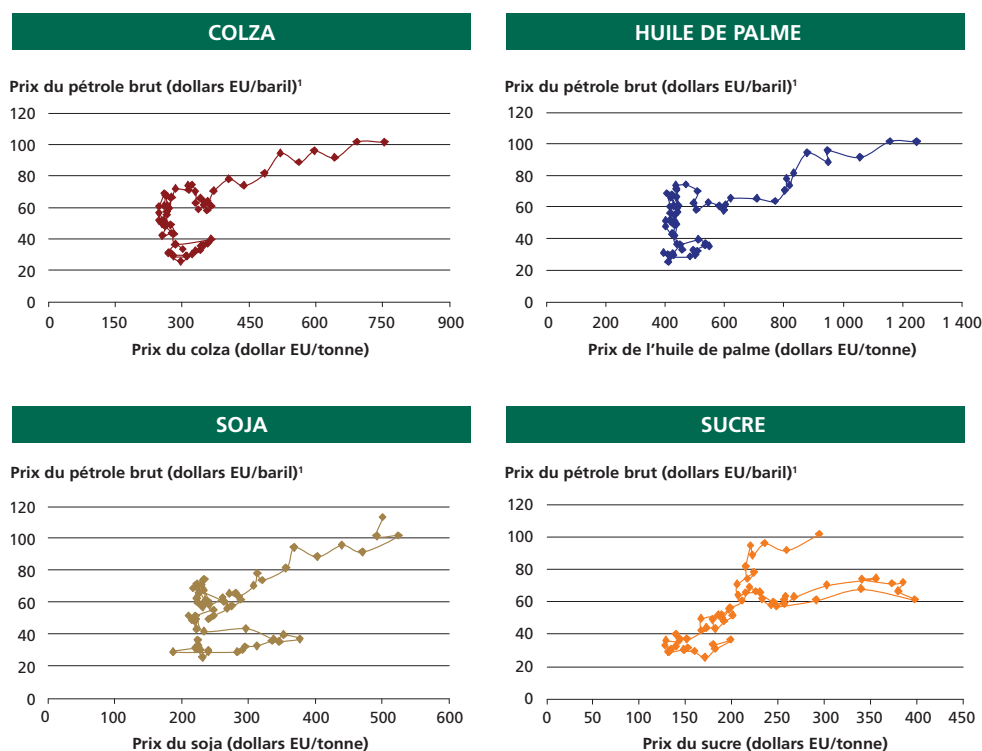 COLZA
Prix du pétrole brut (dollars EU/baril)¹
120
100
80
60
40
20
0
0 150 300 450 600 750 900
Prix du colza (dollar EU/tonne)
HUILE DE PALME
Prix du pétrole brut (dollars EU/baril)¹
120
100
80
60
40
20
0
0 200 400 600 800 1 000 1 200 1 400
Prix de l’huile de palme (dollars EU/tonne)
SOJA
Prix du pétrole brut (dollars EU/baril)¹
120
100
80
60
40
20
0
0 100 200 300 400 500 600
Prix du soja (dollars EU/tonne)
SUCRE
Prix du pétrole brut (dollars EU/baril)¹
120
100
80
60
40
20
0
0 50 100 150 200 250 300 350 400 450
Prix du sucre (dollars EU/tonne)